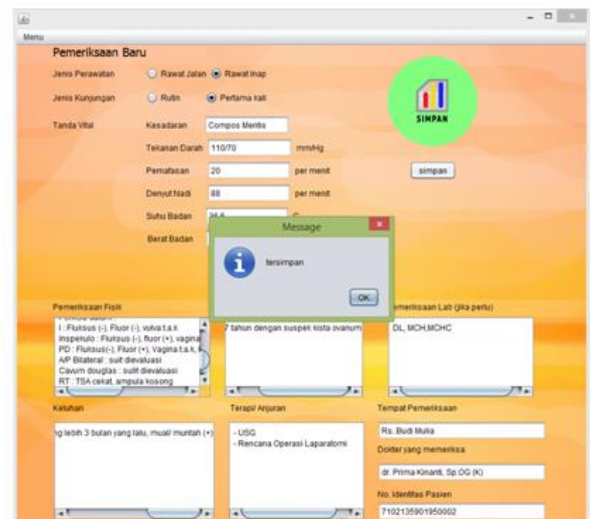 Menu
Pemeriksaan Baru
Jenis Perawatan Rawat Jalan Rawat Inap
Jenis Kunjungan Rutin Pertama kali
SIMPAN
Tanda Vital Kesadaran Compos Mentis
Tekanan Darah 110/70 mm/Hg
Pernafasan 20 per menit simpan
Denyut Nadi 88 per menit
Suhu Badan C
Message
Berat Badan
tersimpan
OK
Pemeriksaan Fisik
emeriksaan Lab (jika perlu)
I : Fluksus (-), Fluor (-), vulva t.a.k
Inspekulo : Fluksus (-), fluor (+), vagina
PD : Fluksus(-), Fluor (+), Vagina t.a.k,
A/P Bilateral : suit dievaluasi
Cavum douglas : sulit dievaluasi
RT : TSA cekat, ampula kosong
7 tahun dengan suspek kista ovarium
DL, MCH,MCHC
Keluhan Terapi/ Anjuran Tempat Pemeriksaan
ng lebih 3 bulan yang lalu, mual/ muntah (+)
- USG
- Rencana Operasi Laparatomi
Rs. Budi Mulia
Dokter yang memeriksa
dr. Prima Kinanti, Sp.OG (K)
No. Identitas Pasien
7102135901950002